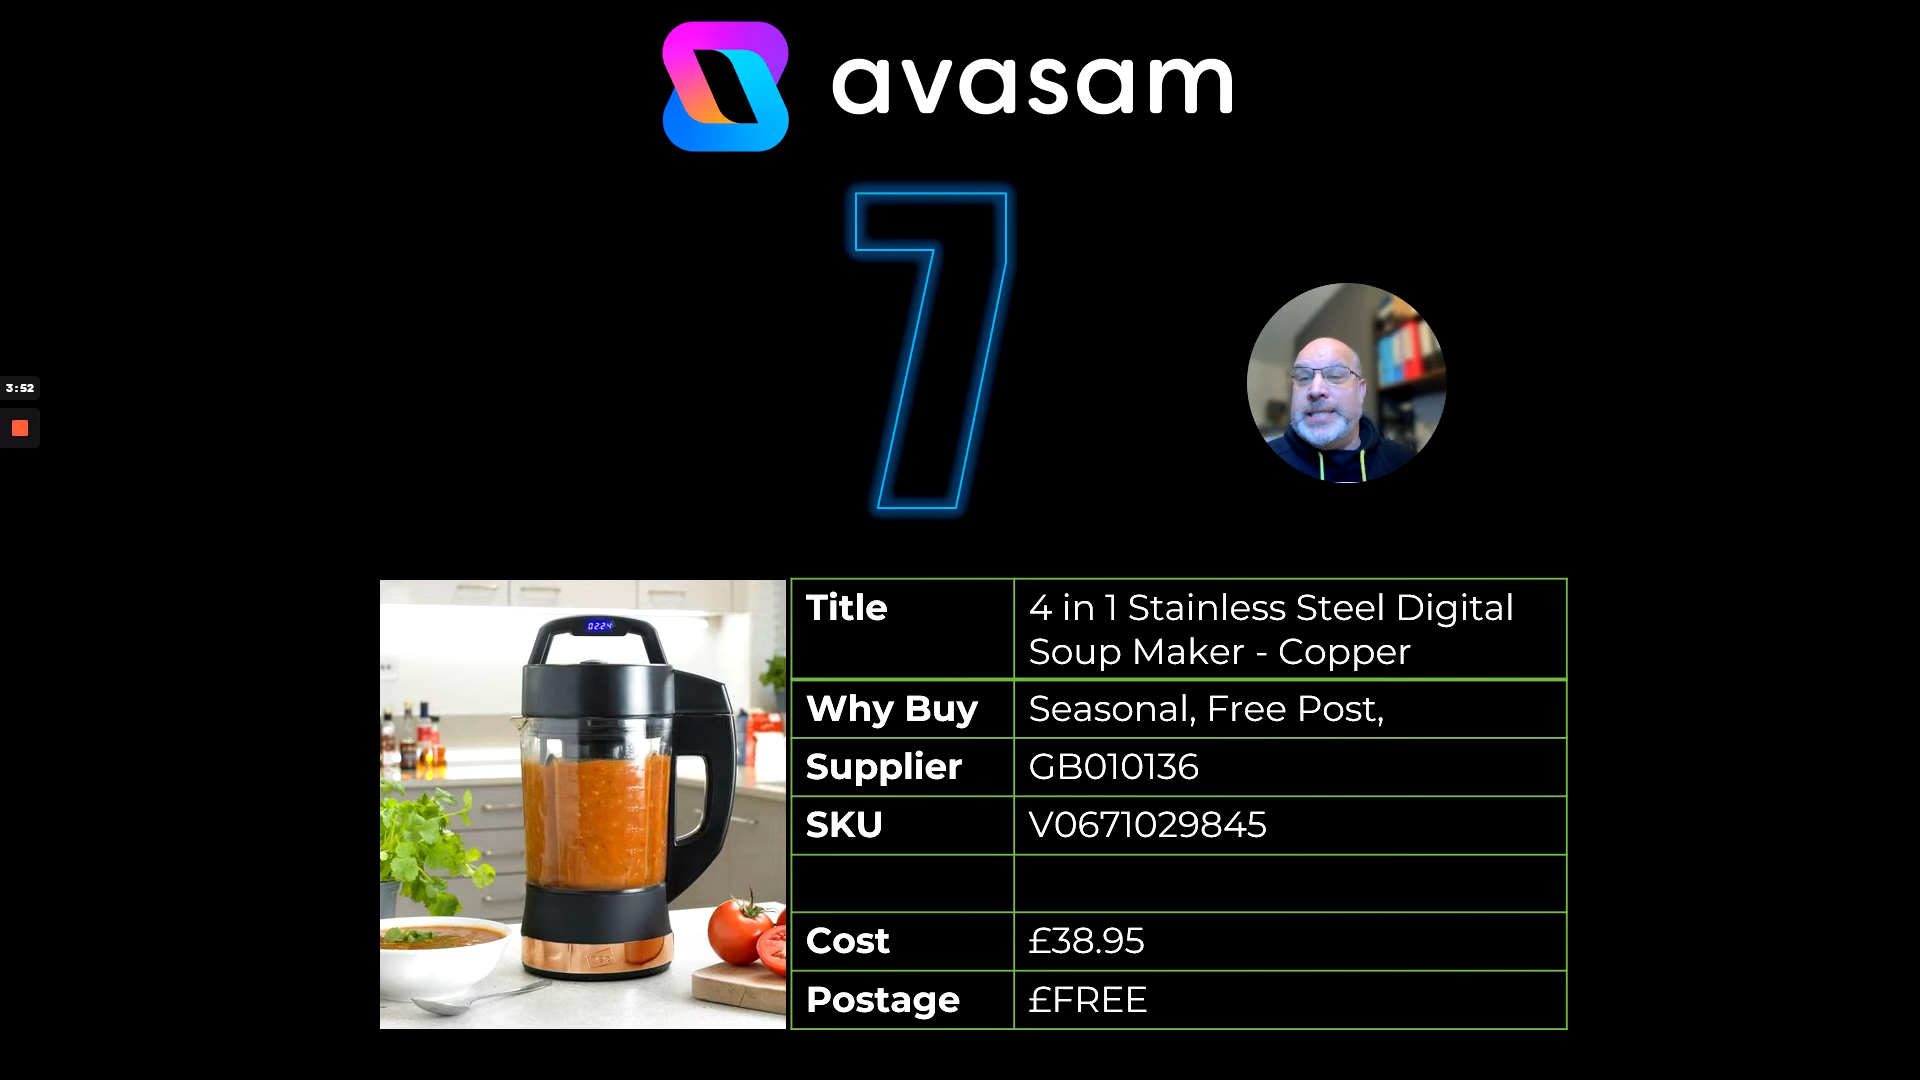 avasam
7
3:52
0224
Title
4 in 1 Stainless Steel Digital
Soup Maker - Copper
Why Buy
Seasonal, Free Post,
Supplier
GB010136
SKU
V0671029845
Cost
£38.95
Postage
£FREE